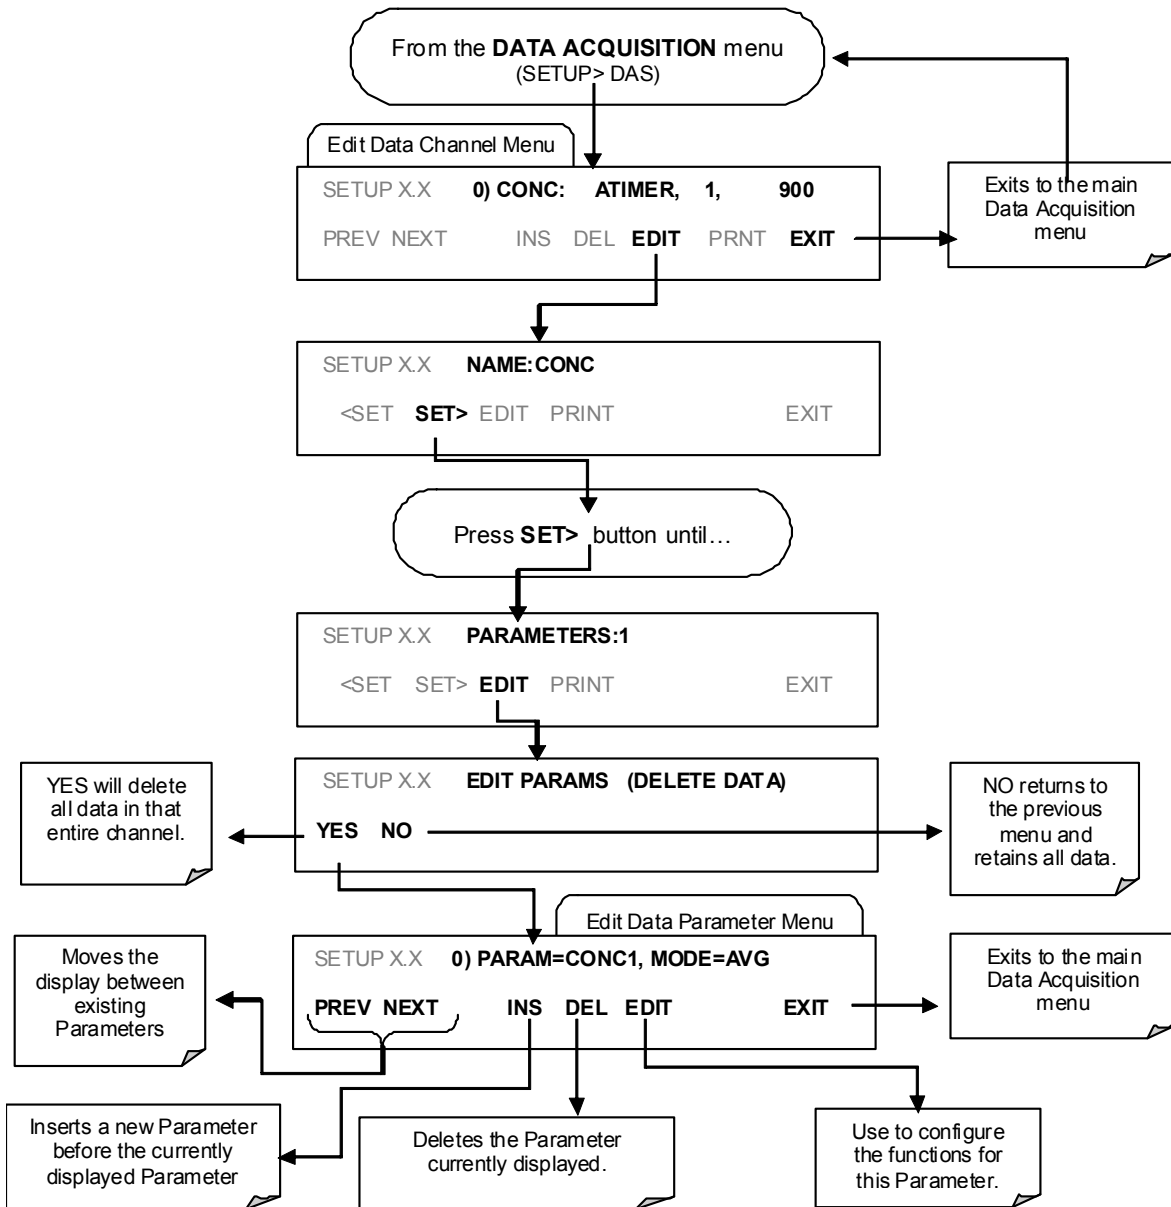 From the DATA ACQUISITION menu
(SETUP> DAS)
Edit Data Channel Menu
SETUP X.X 0) CONC: ATIMER, 1, 900
PREV NEXT INS DEL EDIT PRNT EXIT
Exits to the main
Data Acquisition
menu
SETUP X.X NAME:CONC
<SET SET> EDIT PRINT EXIT
Press SET> button until…
SETUP X.X PARAMETERS:1
<SET SET> EDIT PRINT EXIT
YES will delete
all data in that
entire channel.
SETUP X.X EDIT PARAMS (DELETE DATA)
YES NO
NO returns to
the previous
menu and
retains all data.
Edit Data Parameter Menu
Moves the
display between
existing
Parameters
SETUP X.X 0) PARAM=CONC1, MODE=AVG
PREV NEXT INS DEL EDIT EXIT
Exits to the main
Data Acquisition
menu
Inserts a new Parameter
before the currently
displayed Parameter
Deletes the Parameter
currently displayed.
Use to configure
the functions for
this Parameter.